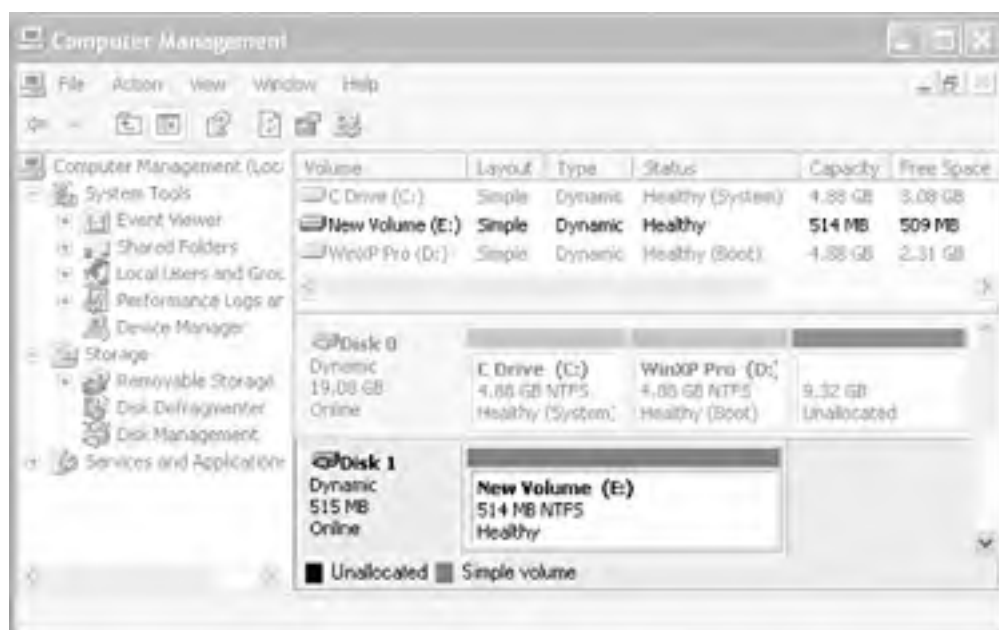 Computer Management
File Action View Window Help
Computer Management (Loca
System Tools
Event Viewer
Shared Folders
Local Users and Grou
Performance Logs ar
Device Manager
Storage
Removable Storage
Disk Defragmenter
Disk Management
Services and Applications
Volume Layout Type Status Capacity Free Space
C Drive (C:) Simple Dynamic Healthy (System) 4.88 GB 3.08 GB
New Volume (E:) Simple Dynamic Healthy 514 MB 509 MB
WinXP Pro (D:) Simple Dynamic Healthy (Boot) 4.88 GB 2.31 GB
Disk 0
Dynamic
19.08 GB
Online
C Drive (C:)
4.88 GB NTFS
Healthy (System)
WinXP Pro (D:
4.88 GB NTFS
Healthy (Boot)
9.32 GB
Unallocated
Disk 1
Dynamic
515 MB
Online
New Volume (E:)
514 MB NTFS
Healthy
Unallocated Simple volume